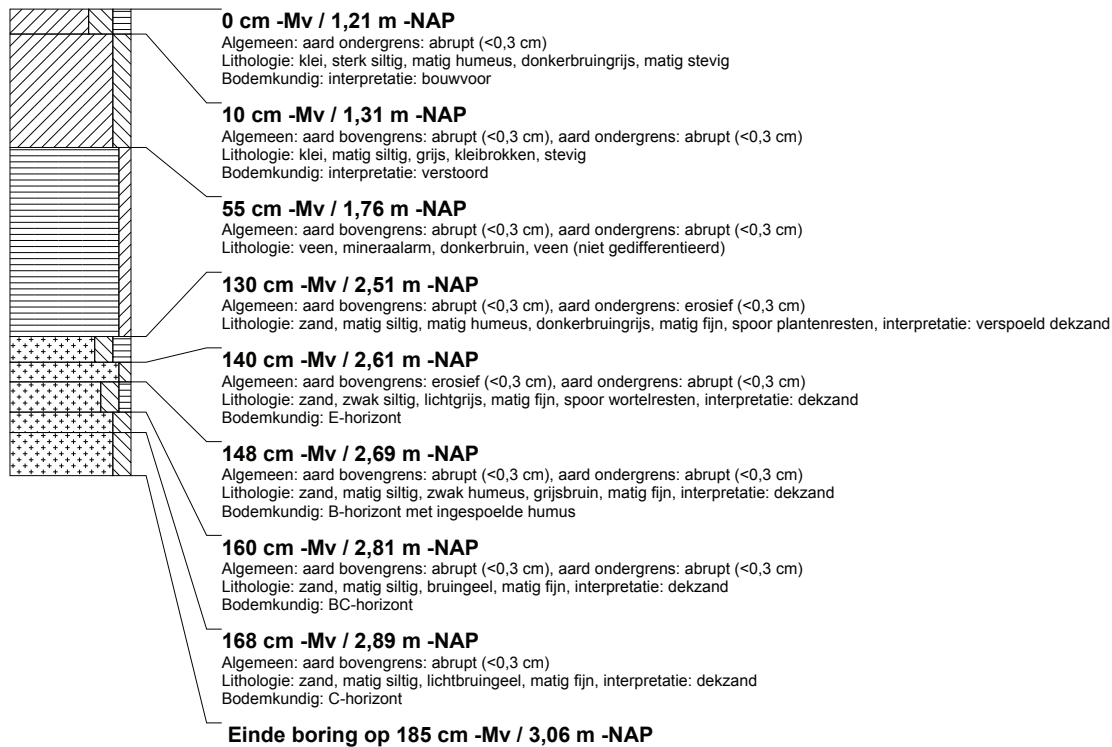 0 cm -Mv / 1,21 m -NAP
Algemeen: aard ondergrens: abrupt (<0,3 cm)
Lithologie: klei, sterk siltig, matig humeus, donkerbruingrijs, matig stevig
Bodemkundig: interpretatie: bouwvoor
10 cm -Mv / 1,31 m -NAP
Algemeen: aard bovengrens: abrupt (<0,3 cm), aard ondergrens: abrupt (<0,3 cm)
Lithologie: klei, matig siltig, grijs, kleibrokken, stevig
Bodemkundig: interpretatie: verstoord
55 cm -Mv / 1,76 m -NAP
Algemeen: aard bovengrens: abrupt (<0,3 cm), aard ondergrens: abrupt (<0,3 cm)
Lithologie: veen, mineraalarm, donkerbruin, veen (niet gedifferentieerd)
130 cm -Mv / 2,51 m -NAP
Algemeen: aard bovengrens: abrupt (<0,3 cm), aard ondergrens: erosief (<0,3 cm)
Lithologie: zand, matig siltig, matig humeus, donkerbruingrijs, matig fijn, spoor plantenresten, interpretatie: verspoeld dekzand
140 cm -Mv / 2,61 m -NAP
Algemeen: aard bovengrens: erosief (<0,3 cm), aard ondergrens: abrupt (<0,3 cm)
Lithologie: zand, zwak siltig, lichtgrijs, matig fijn, spoor wortelresten, interpretatie: dekzand
Bodemkundig: E-horizont
148 cm -Mv / 2,69 m -NAP
Algemeen: aard bovengrens: abrupt (<0,3 cm), aard ondergrens: abrupt (<0,3 cm)
Lithologie: zand, matig siltig, zwak humeus, grijsbruin, matig fijn, interpretatie: dekzand
Bodemkundig: B-horizont met ingespoelde humus
160 cm -Mv / 2,81 m -NAP
Algemeen: aard bovengrens: abrupt (<0,3 cm), aard ondergrens: abrupt (<0,3 cm)
Lithologie: zand, matig siltig, bruingeel, matig fijn, interpretatie: dekzand
Bodemkundig: BC-horizont
168 cm -Mv / 2,89 m -NAP
Algemeen: aard bovengrens: abrupt (<0,3 cm)
Lithologie: zand, matig siltig, lichtbruingeel, matig fijn, interpretatie: dekzand
Bodemkundig: C-horizont
Einde boring op 185 cm -Mv / 3,06 m -NAP